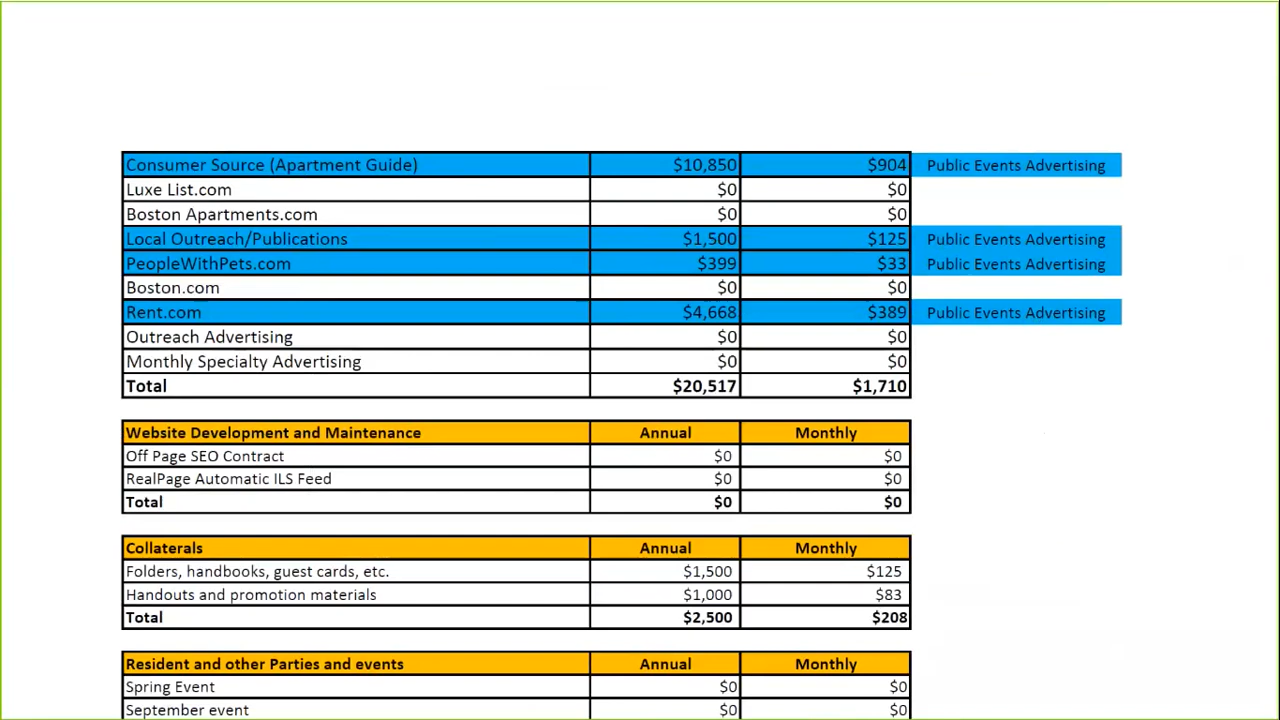 Consumer Source (Apartment Guide) $10,850 $904 Public Events Advertising
Luxe List.com $0 $0
Boston Apartments.com $0 $0
Local Outreach/Publications $1,500 $125 Public Events Advertising
PeopleWithPets.com $399 $33 Public Events Advertising
Boston.com $0 $0
Rent.com $4,668 $389 Public Events Advertising
Outreach Advertising $0 $0
Monthly Specialty Advertising $0 $0
Total $20,517 $1,710
Website Development and Maintenance Annual Monthly
Off Page SEO Contract $0 $0
RealPage Automatic ILS Feed $0 $0
Total $0 $0
Collaterals Annual Monthly
Folders, handbooks, guest cards, etc. $1,500 $125
Handouts and promotion materials $1,000 $83
Total $2,500 $208
Resident and other Parties and events Annual Monthly
Spring Event $0 $0
September event $0 $0